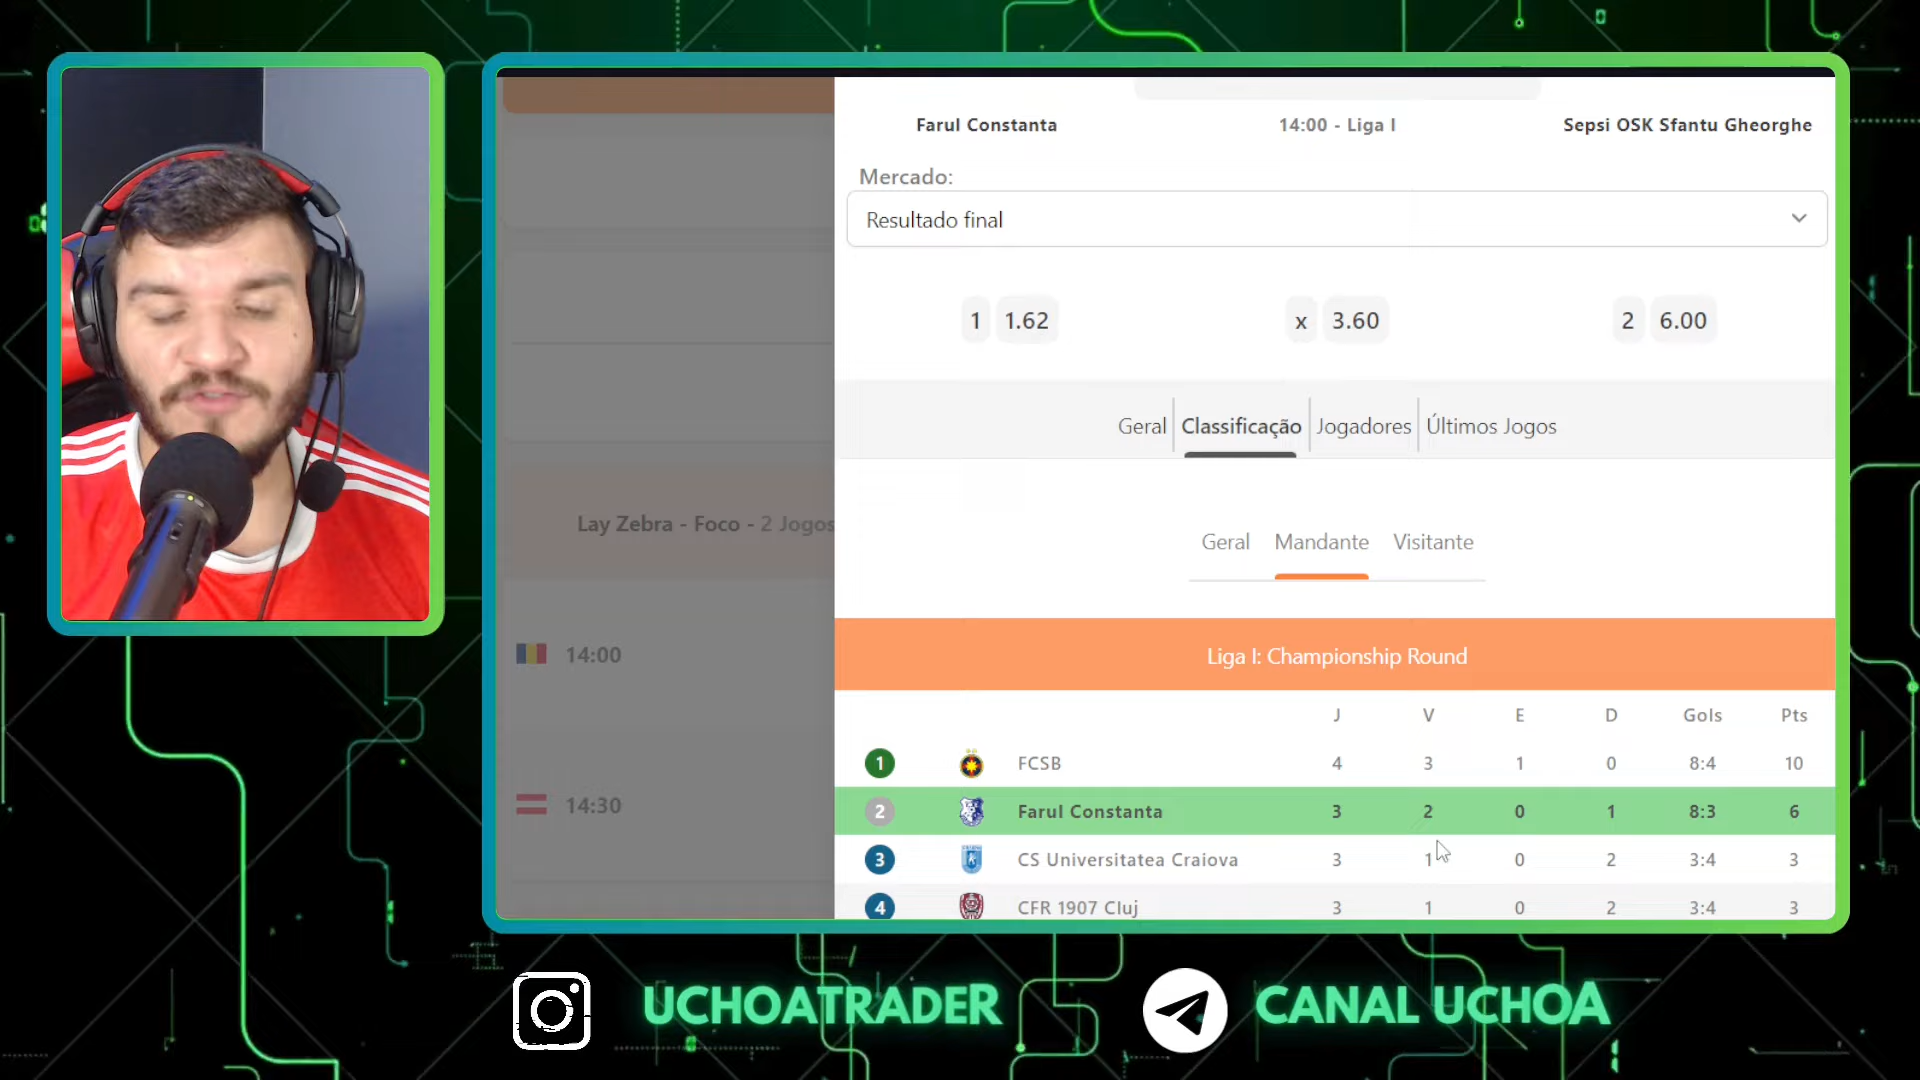 Farul Constanta 14:00 - Liga I Sepsi OSK Sfantu Gheorghe
Mercado:
Resultado final
1 1.62 x 3.60 2 6.00
Geral Classificação Jogadores Últimos Jogos
Lay Zebra - Foco - 2 Jogos
Geral Mandante Visitante
14:00
14:30
Liga I: Championship Round
J V E D Gols Pts
1 FCSB 4 3 1 0 8:4 10
2 Farul Constanta 3 2 0 1 8:3 6
3 CS Universitatea Craiova 3 1 0 2 3:4 3
4 CFR 1907 Cluj 3 1 0 2 3:4 3
UCHOATRADER
CANAL UCHOA